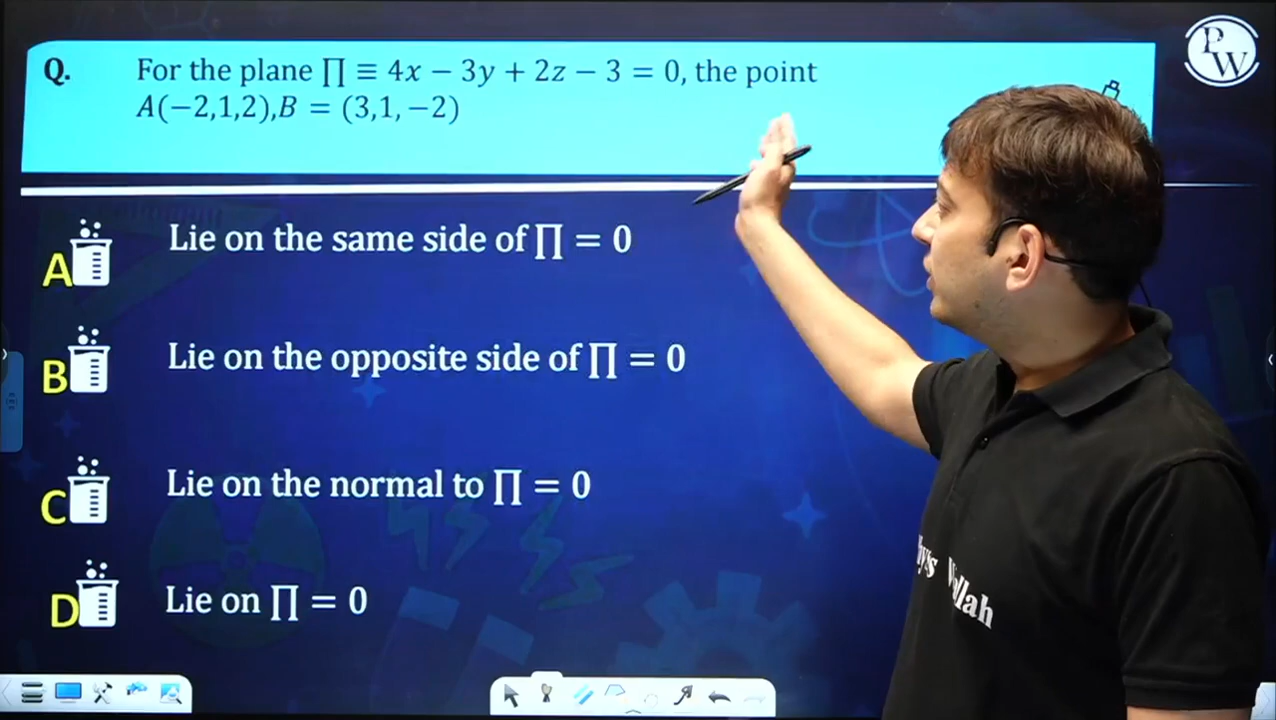 Q. For the plane ∏ ≡ 4x − 3y + 2z − 3 = 0, the point
A(−2,1,2),B = (3,1,−2)
A Lie on the same side of ∏ = 0
B Lie on the opposite side of ∏ = 0
C Lie on the normal to ∏ = 0
D Lie on ∏ = 0
P
W